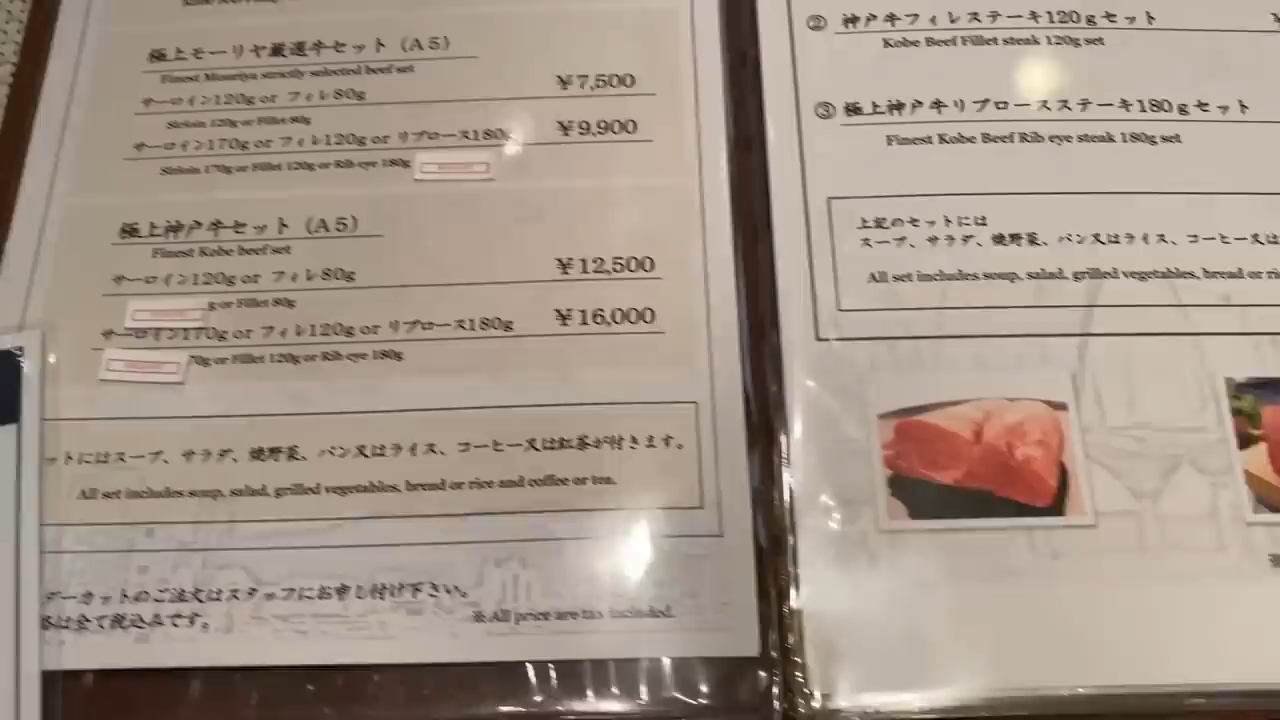 極上モーリヤ厳選牛セット（A5）
Finest Mouriya strictly selected beef set
サーロイン120g or フィレ80g ¥7,500
Sirloin 120g or Fillet 80g
サーロイン170g or フィレ120g or リブロース180g ¥9,900
Sirloin 170g or Fillet 120g or Rib eye 180g
極上神戸牛セット（A5）
Finest Kobe beef set
サーロイン120g or フィレ80g ¥12,500
g or Fillet 80g
サーロイン170g or フィレ120g or リブロース180g ¥16,000
70g or Fillet 120g or Rib eye 180g
ットにはスープ、サラダ、焼野菜、パン又はライス、コーヒー又は紅茶が付きます。
All set includes soup, salad, grilled vegetables, bread or rice and coffee or tea.
ダーカットのご注文はスタッフにお申し付け下さい。
は全て税込みです。
※All price are tax included.
② 神戸牛フィレステーキ120gセット
Kobe Beef Fillet steak 120g set
③ 極上神戸牛リブロースステーキ180gセット
Finest Kobe Beef Rib eye steak 180g set
上記のセットには
スープ、サラダ、焼野菜、パン又はライス、コーヒー又は
All set includes soup, salad, grilled vegetables, bread or